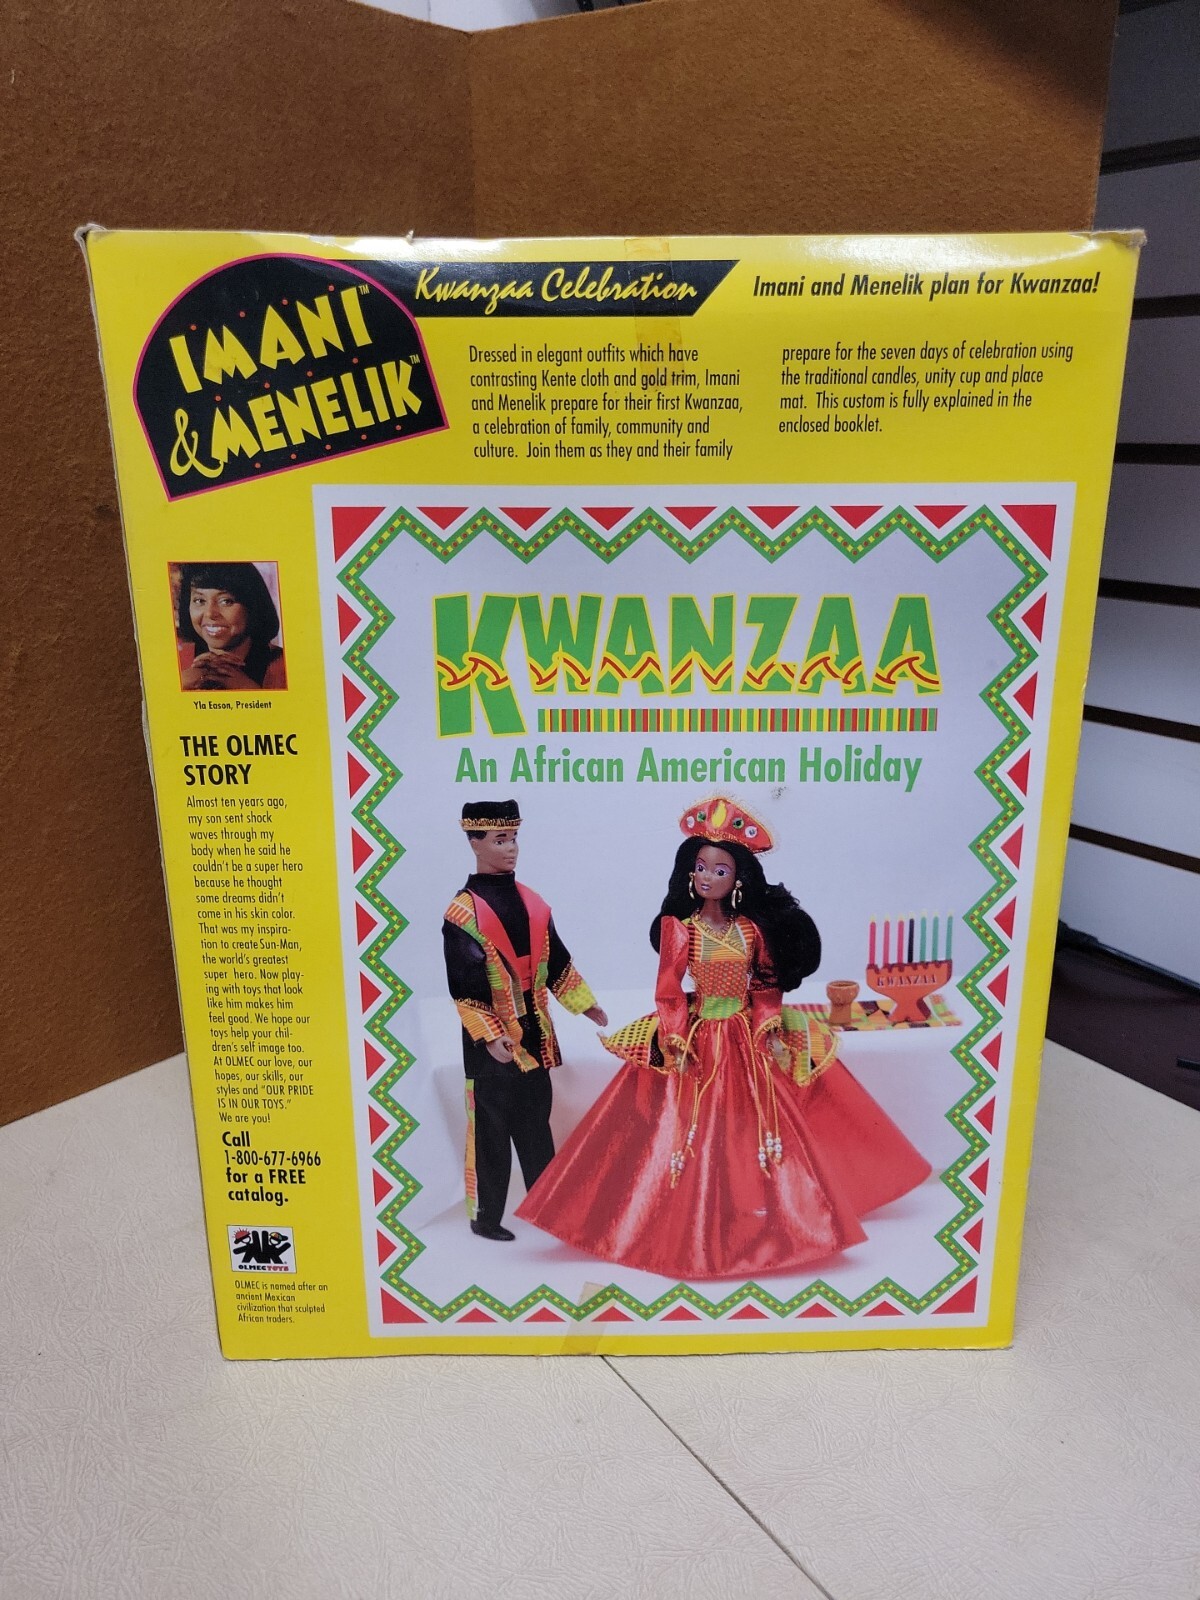 IMANI™
& MENELIK™
Kwanzaa Celebration
Imani and Menelik plan for Kwanzaa!
Dressed in elegant outfits which have
contrasting Kente cloth and gold trim, Imani
and Menelik prepare for their first Kwanzaa,
a celebration of family, community and
culture. Join them as they and their family
prepare for the seven days of celebration using
the traditional candles, unity cup and place
mat. This custom is fully explained in the
enclosed booklet.
Yla Eason, President
THE OLMEC
STORY
Almost ten years ago,
my son sent shock
waves through my
body when he said he
couldn't be a super hero
because he thought
some dreams didn't
come in his skin color.
That was my inspira-
tion to create Sun-Man,
the world's greatest
super hero. Now play-
ing with toys that look
like him makes him
feel good. We hope our
toys help your chil-
dren's self image too.
At OLMEC our love, our
hopes, our skills, our
styles and "OUR PRIDE
IS IN OUR TOYS."
We are you!
Call
1-800-677-6966
for a FREE
catalog.
OLMECTOYS
OLMEC is named after an
ancient Mexican
civilization that sculpted
African traders.
KWANZAA
An African American Holiday
KWANZAA